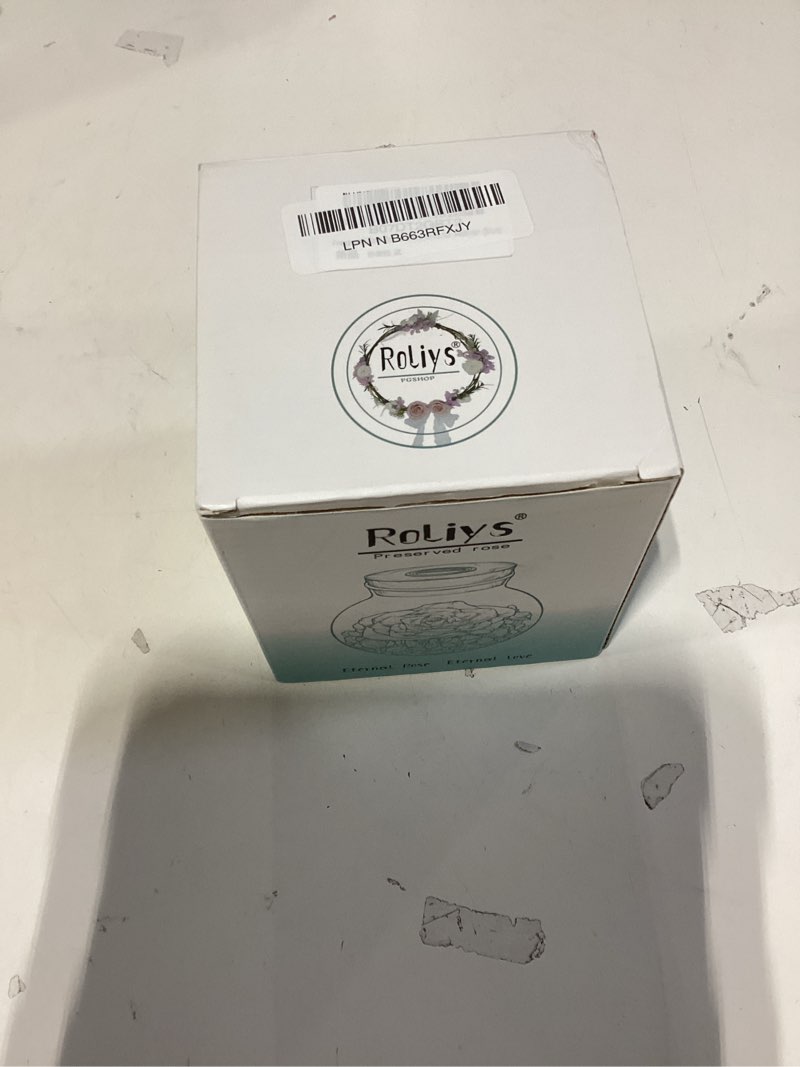 LPN N B663RFXJY
Roliys®
PGSHOP
Roliys®
Preserved rose
Eternal Rose Eternal Love